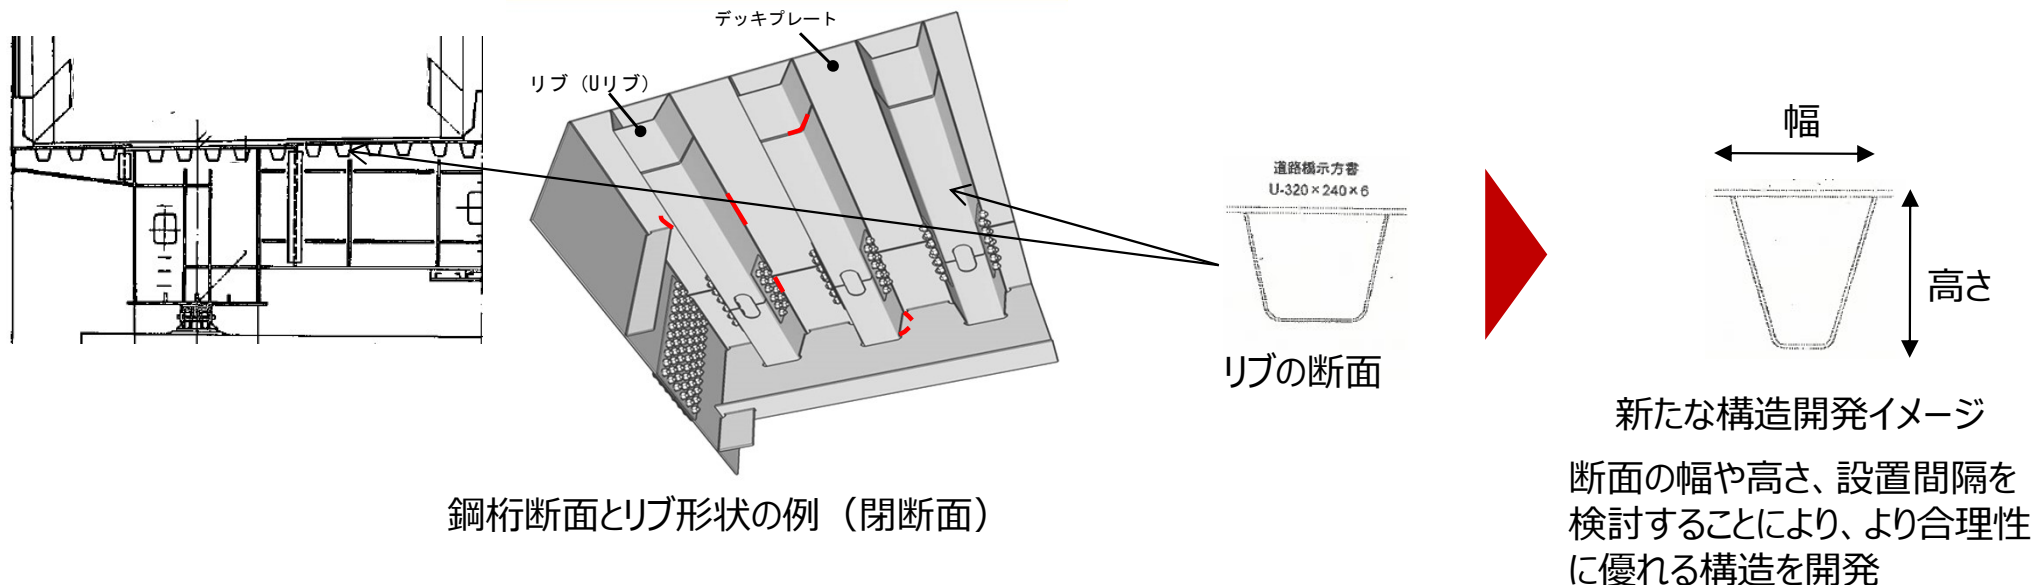 デッキプレート
リブ（Uリブ）
道路橋示方書
U-320×240×6
リブの断面
幅
高さ
新たな構造開発イメージ
断面の幅や高さ、設置間隔を
検討することにより、より合理性
に優れる構造を開発
鋼桁断面とリブ形状の例（閉断面）